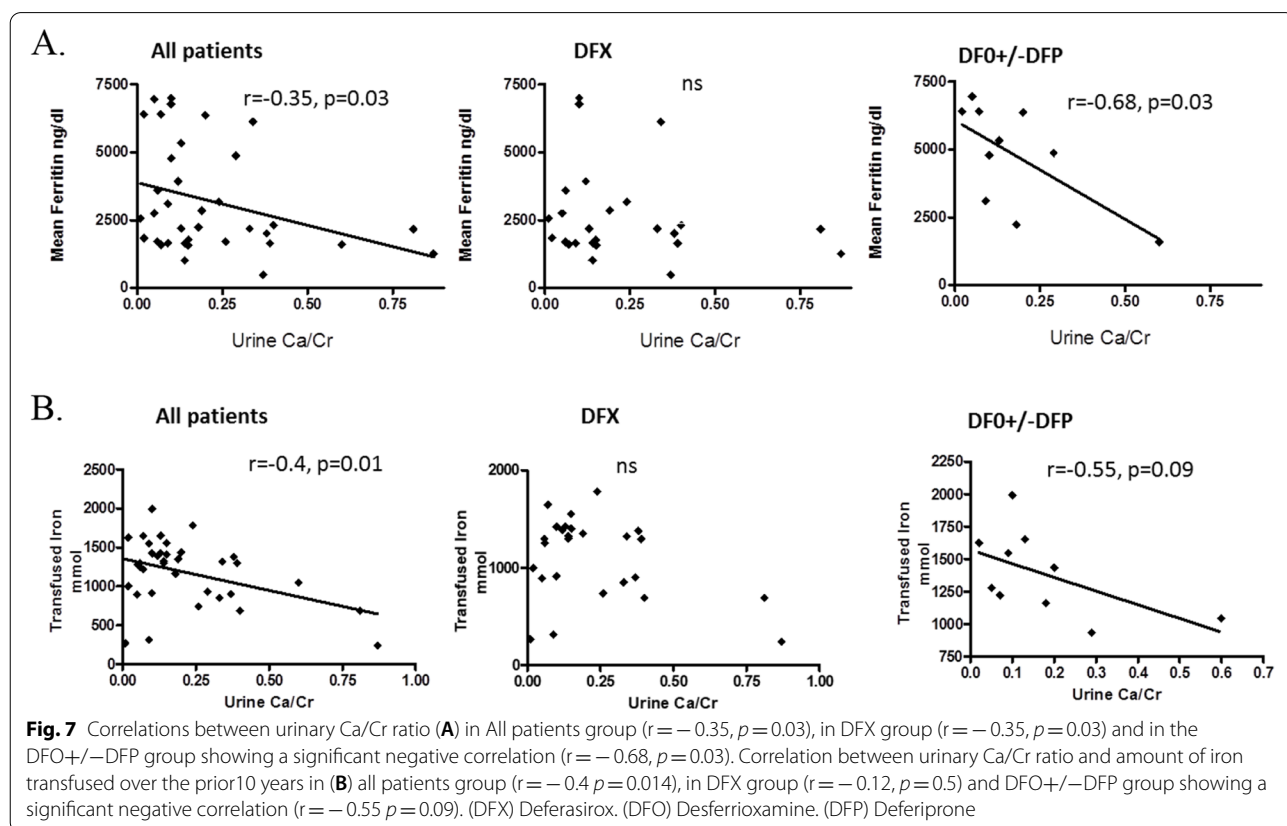 A.
All patients
DFX
DF0+/-DFP
r=-0.35, p=0.03
ns
r=-0.68, p=0.03
Mean Ferritin ng/dl
7500
5000
2500
0
0.00 0.25 0.50 0.75
Urine Ca/Cr
Mean Ferritin ng/dl
7500
5000
2500
0
0.00 0.25 0.50 0.75
Urine Ca/Cr
Mean Ferritin ng/dl
7500
5000
2500
0
0.00 0.25 0.50 0.75
Urine Ca/Cr
B.
All patients
DFX
DF0+/-DFP
r=-0.4, p=0.01
ns
r=-0.55, p=0.09
Transfused Iron
mmol
2500
2000
1500
1000
500
0
0.00 0.25 0.50 0.75 1.00
Urine Ca/Cr
Transfused Iron
mmol
2000
1000
0
0.00 0.25 0.50 0.75 1.00
Urine Ca/Cr
Transfused Iron
mmol
2250
2000
1750
1500
1250
1000
750
0.0 0.1 0.2 0.3 0.4 0.5 0.6 0.7
Urine Ca/Cr
Fig. 7 Correlations between urinary Ca/Cr ratio (A) in All patients group (r = − 0.35, p = 0.03), in DFX group (r = − 0.35, p = 0.03) and in the
DFO+/−DFP group showing a significant negative correlation (r = − 0.68, p = 0.03). Correlation between urinary Ca/Cr ratio and amount of iron
transfused over the prior10 years in (B) all patients group (r = − 0.4 p = 0.014), in DFX group (r = − 0.12, p = 0.5) and DFO+/−DFP group showing a
significant negative correlation (r = − 0.55 p = 0.09). (DFX) Deferasirox. (DFO) Desferrioxamine. (DFP) Deferiprone